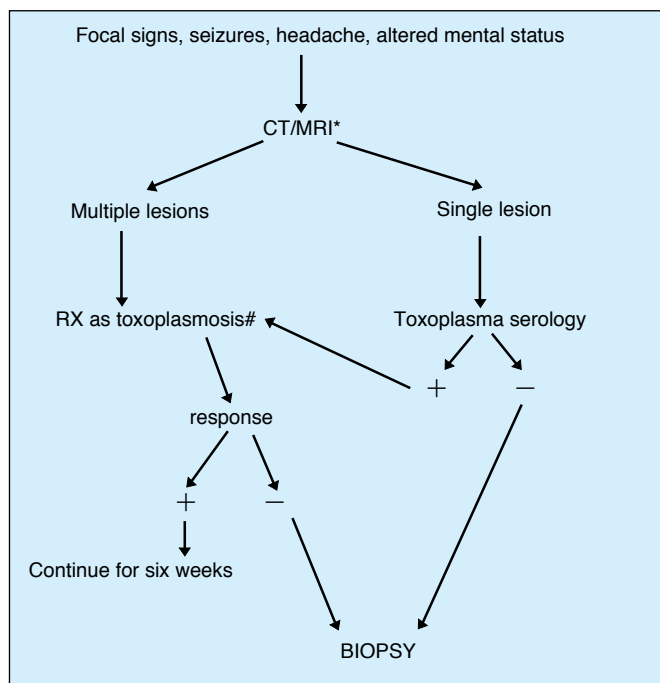 Focal signs, seizures, headache, altered mental status
CT/MRI*
Multiple lesions
Single lesion
RX as toxoplasmosis#
Toxoplasma serology
+
−
response
+
−
Continue for six weeks
BIOPSY